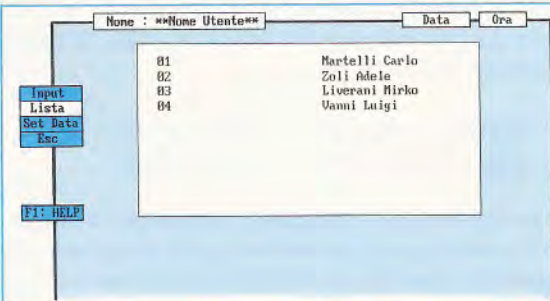 Nome : **Nome Utente** Data Ora
01 Martelli Carlo
02 Zoli Adele
03 Liverani Mirko
04 Vanni Luigi
Input
Lista
Set Data
Esc
F1: HELP